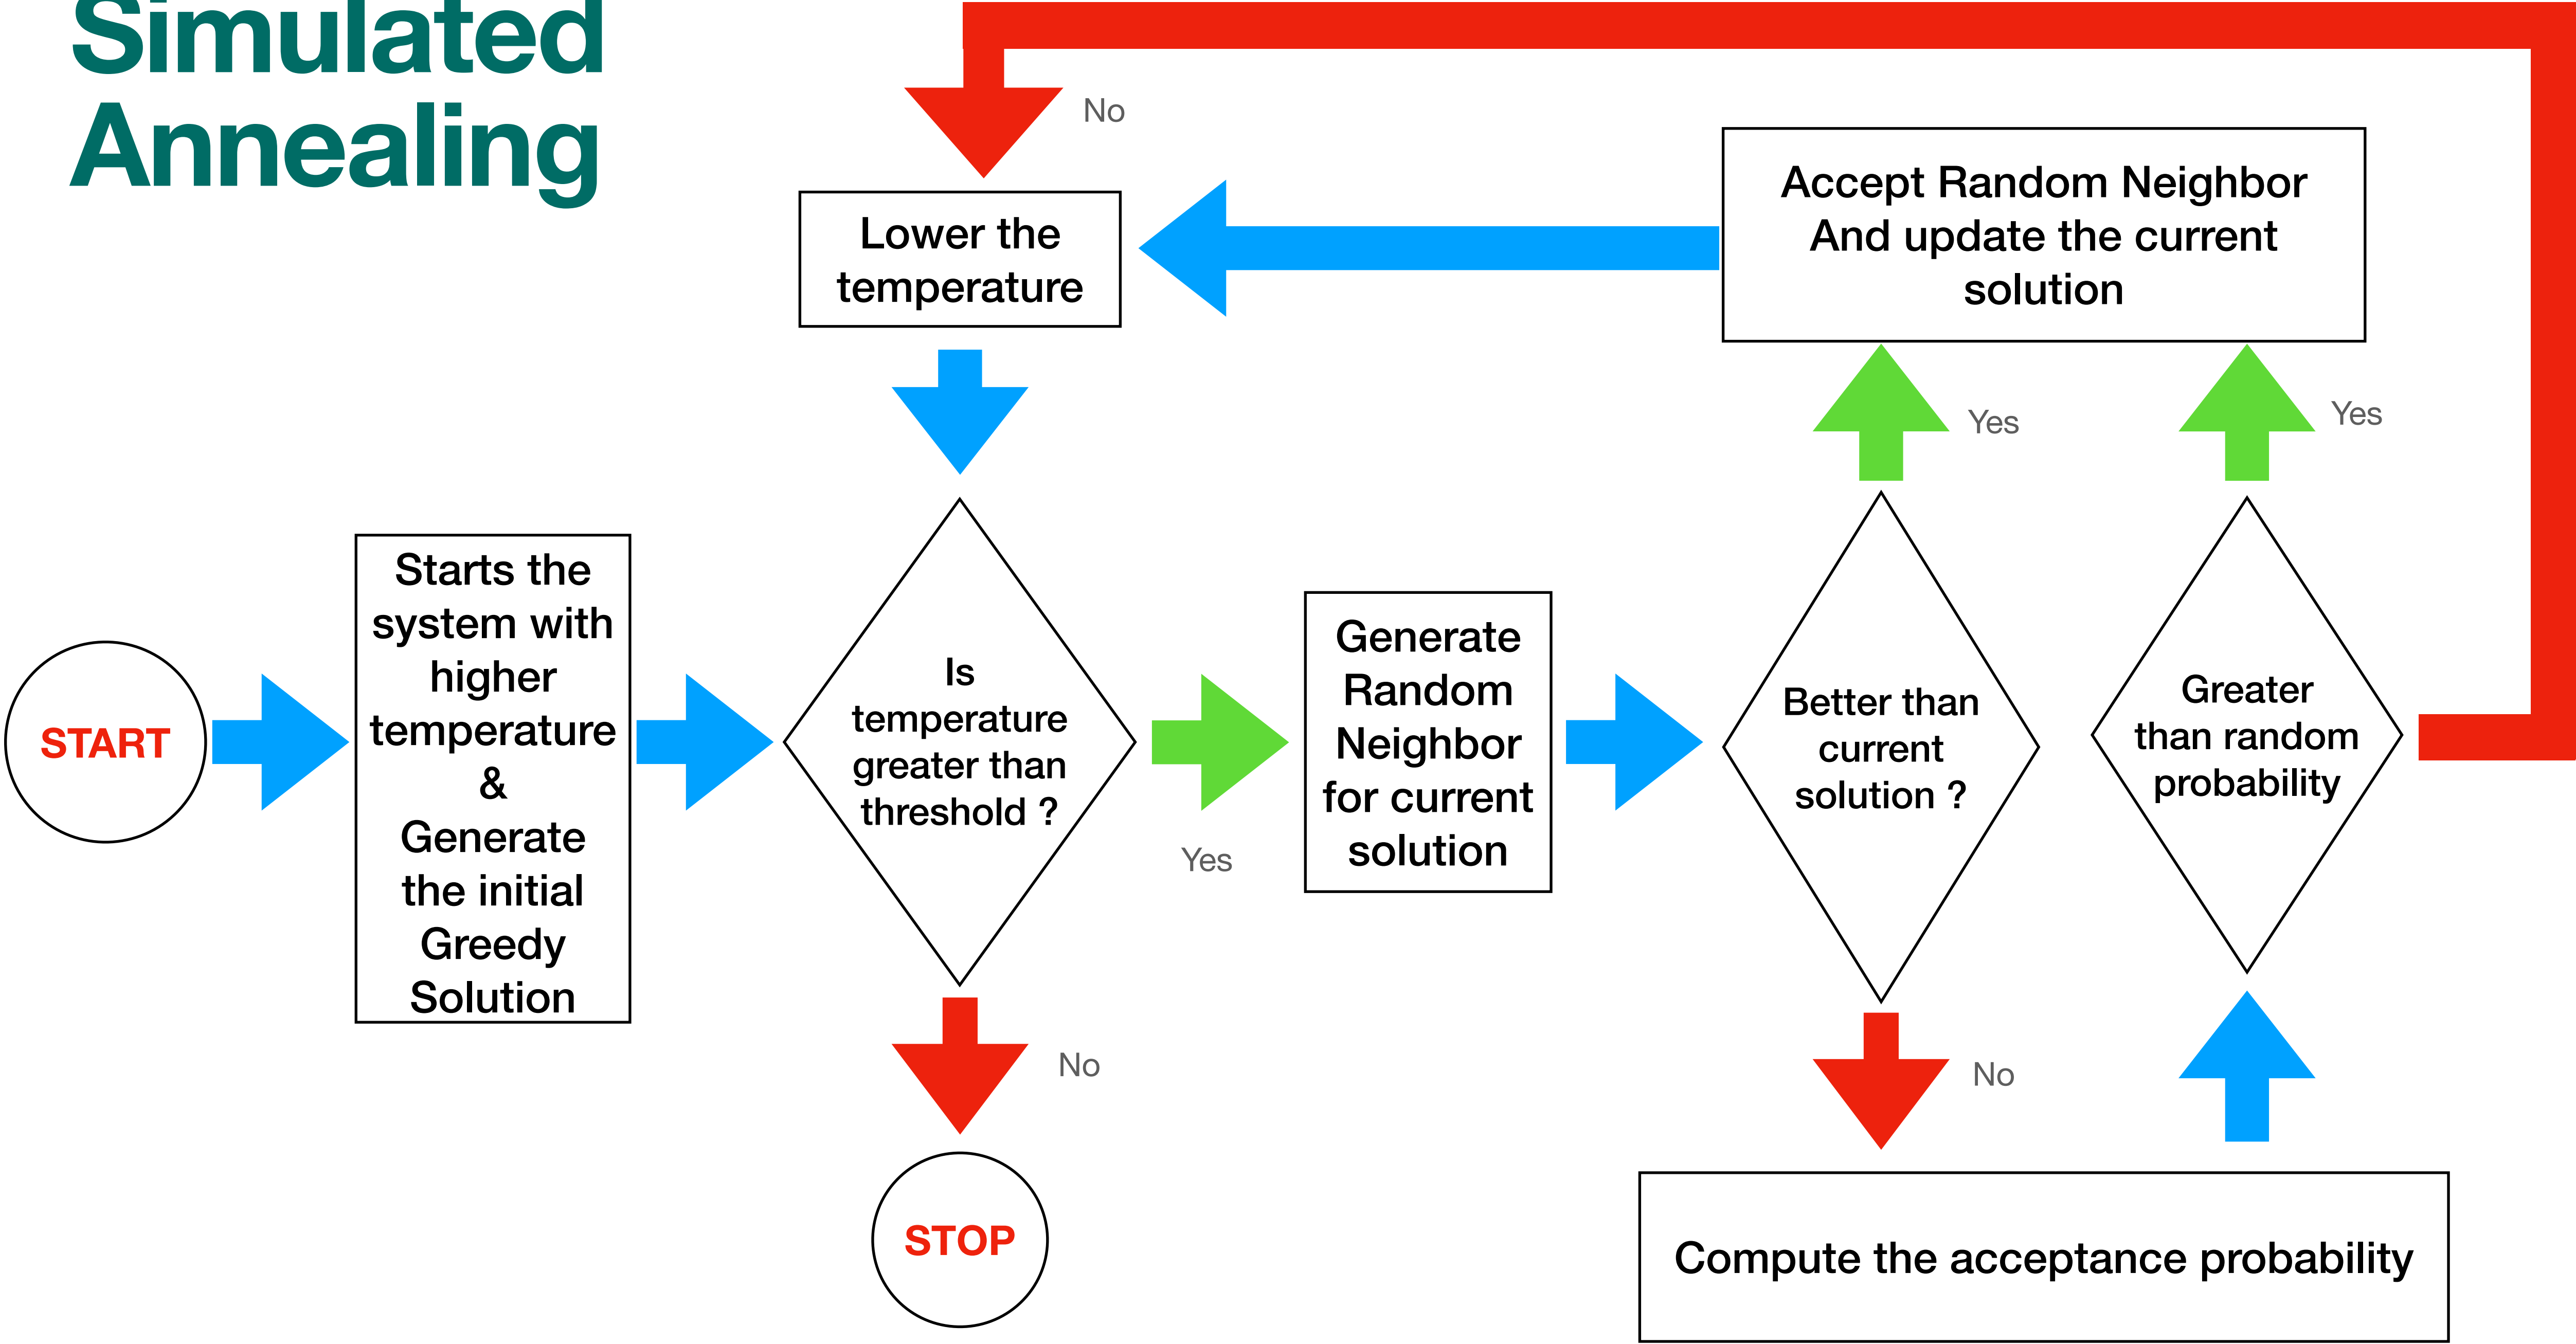 Simulated
Annealing
No
Lower the
temperature
Accept Random Neighbor
And update the current
solution
Yes
Yes
START
Starts the
system with
higher
temperature
&
Generate
the initial
Greedy
Solution
Is
temperature
greater than
threshold ?
Yes
Generate
Random
Neighbor
for current
solution
Better than
current
solution ?
Greater
than random
probability
No
No
STOP
Compute the acceptance probability